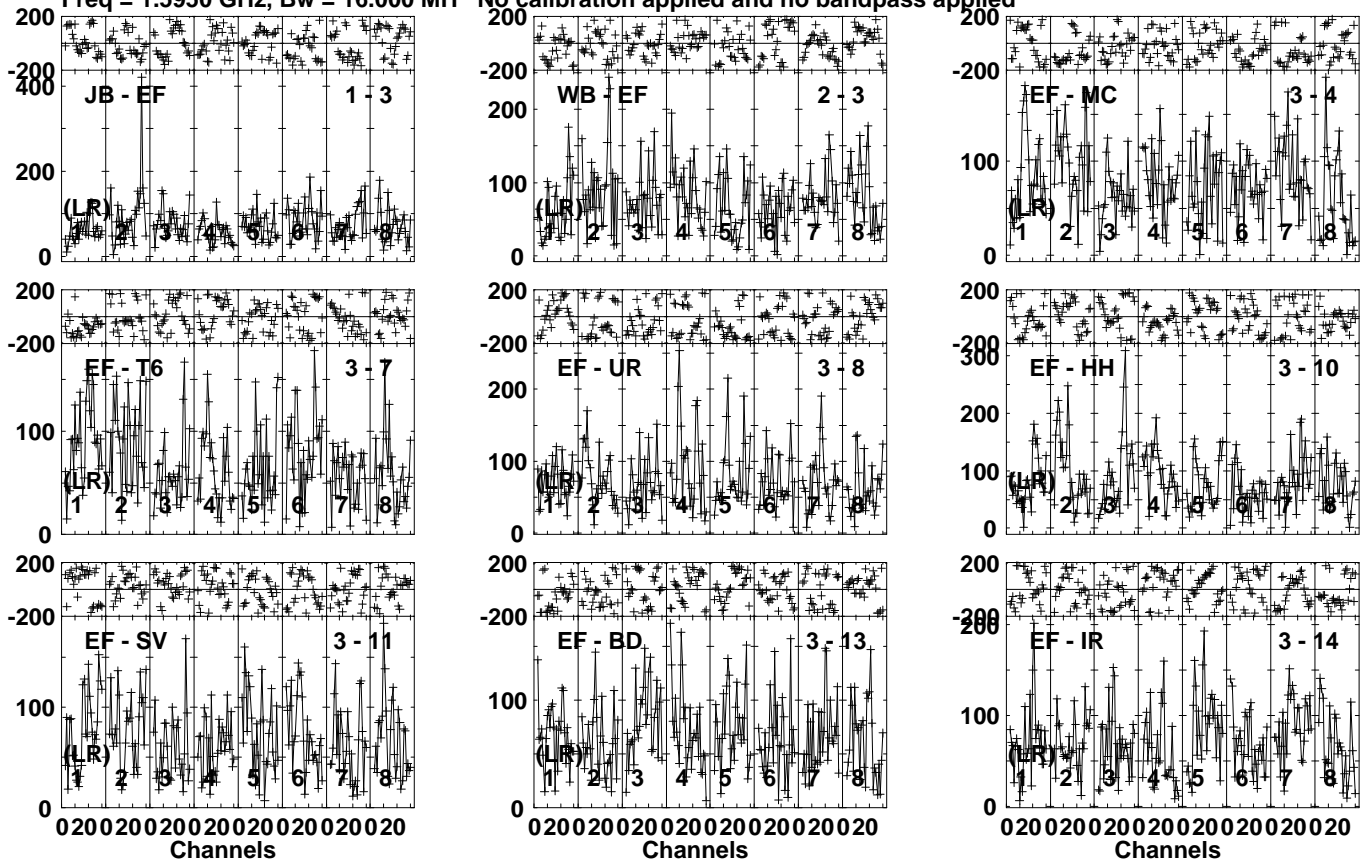 Freq = 1.5950 GHz, Bw = 16.000 MH No calibration applied and no bandpass applied
200 200 200
-200 -200 -200
400 200 100
200 100 0
0 0
JB - EF 1 - 3 WB - EF 2 - 3 EF - MC 3 - 4
(LR) (LR) (LR)
1 2 3 4 5 6 7 8 1 2 3 4 5 6 7 8 1 2 3 4 5 6 7 8
200 200 200
-200 -200 -200
100 200 300
0 100 200
0 100
0
EF - T6 3 - 7 EF - UR 3 - 8 EF - HH 3 - 10
(LR) (LR) (LR)
1 2 3 4 5 6 7 8 1 2 3 4 5 6 7 8 1 2 3 4 5 6 7 8
200 200 200
-200 -200 -200
100 100 200
0 0 100
0
EF - SV 3 - 11 EF - BD 3 - 13 EF - IR 3 - 14
(LR) (LR) (LR)
1 2 3 4 5 6 7 8 1 2 3 4 5 6 7 8 1 2 3 4 5 6 7 8
0 20 0 20 0 20 0 20 0 20 0 20 0 20 0 20 0 20 0 20 0 20 0 20 0 20 0 20 0 20 0 20 0 20 0 20 0 20 0 20 0 20 0 20 0 20 0 20
Channels Channels Channels